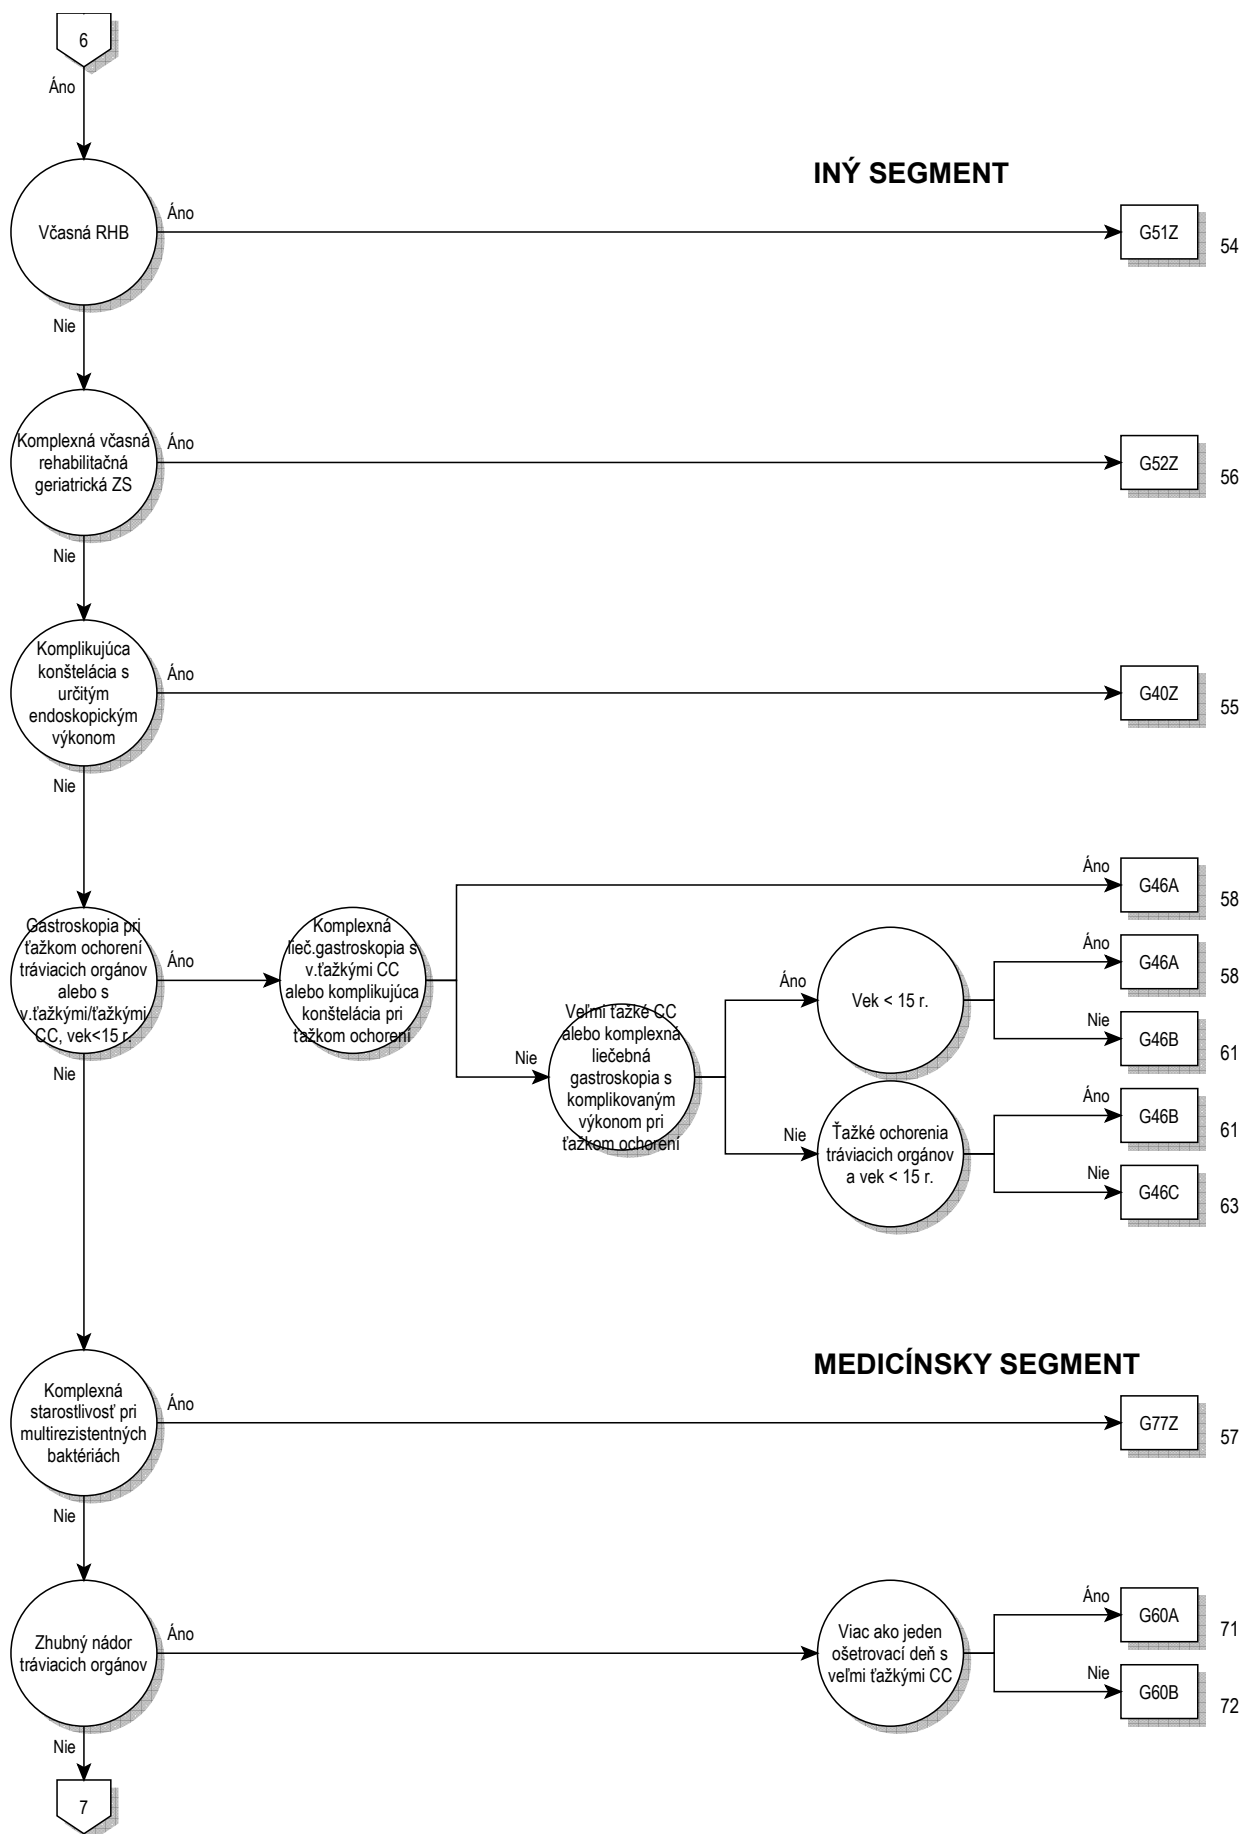 6
Áno
INÝ SEGMENT
Včasná RHB
Áno
G51Z
54
Nie
Komplexná včasná
rehabilitačná
geriatrická ZS
Áno
G52Z
56
Nie
Komplikujúca
konštelácia s
určitým
endoskopickým
výkonom
Áno
G40Z
55
Nie
Gastroskopia pri
ťažkom ochorení
tráviacich orgánov
alebo s
v.ťažkými/ťažkými
CC, vek<15 r.
Áno
Komplexná
lieč.gastroskopia s
v.ťažkými CC
alebo komplikujúca
konštelácia pri
ťažkom ochorení
Áno
G46A
58
Nie
Veľmi ťažké CC
alebo komplexná
liečebná
gastroskopia s
komplikovaným
výkonom pri
ťažkom ochorení
Áno
Vek < 15 r.
Áno
G46A
58
Nie
G46B
61
Nie
Ťažké ochorenia
tráviacich orgánov
a vek < 15 r.
Áno
G46B
61
Nie
G46C
63
Nie
MEDICÍNSKY SEGMENT
Komplexná
starostlivosť pri
multirezistentných
baktériách
Áno
G77Z
57
Nie
Zhubný nádor
tráviacich orgánov
Áno
Viac ako jeden
ošetrovací deň s
veľmi ťažkými CC
Áno
G60A
71
Nie
G60B
72
Nie
7